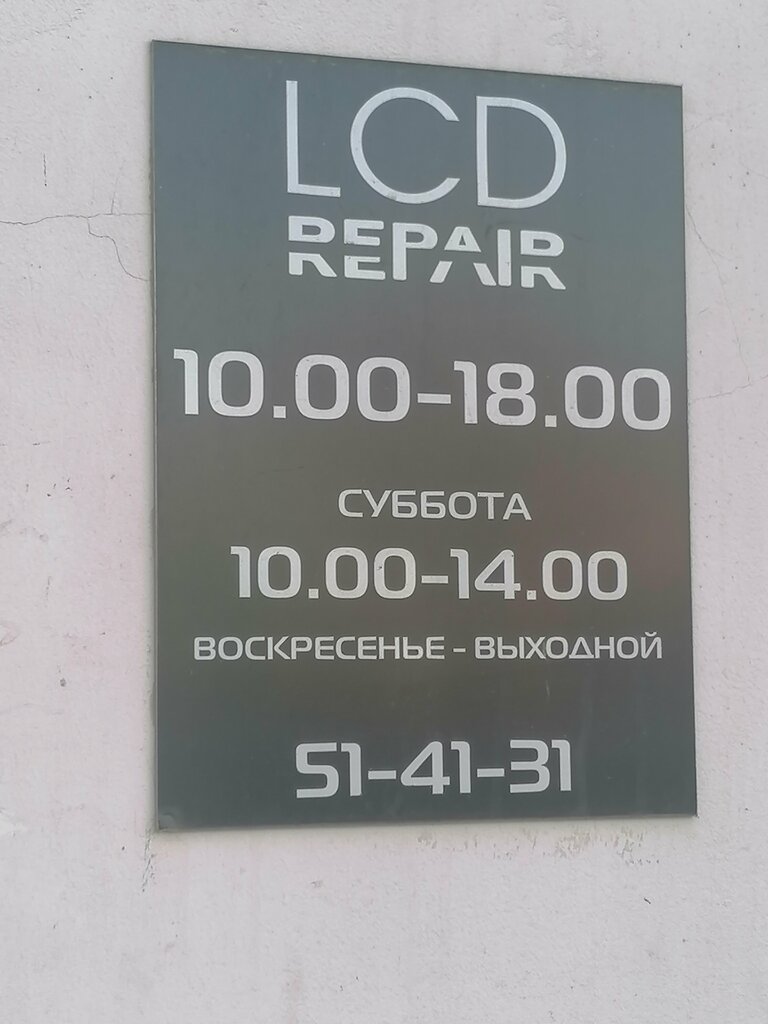 LCD
REPAIR
10.00-18.00
СУББОТА
10.00-14.00
ВОСКРЕСЕНЬЕ - ВЫХОДНОЙ
51-41-31